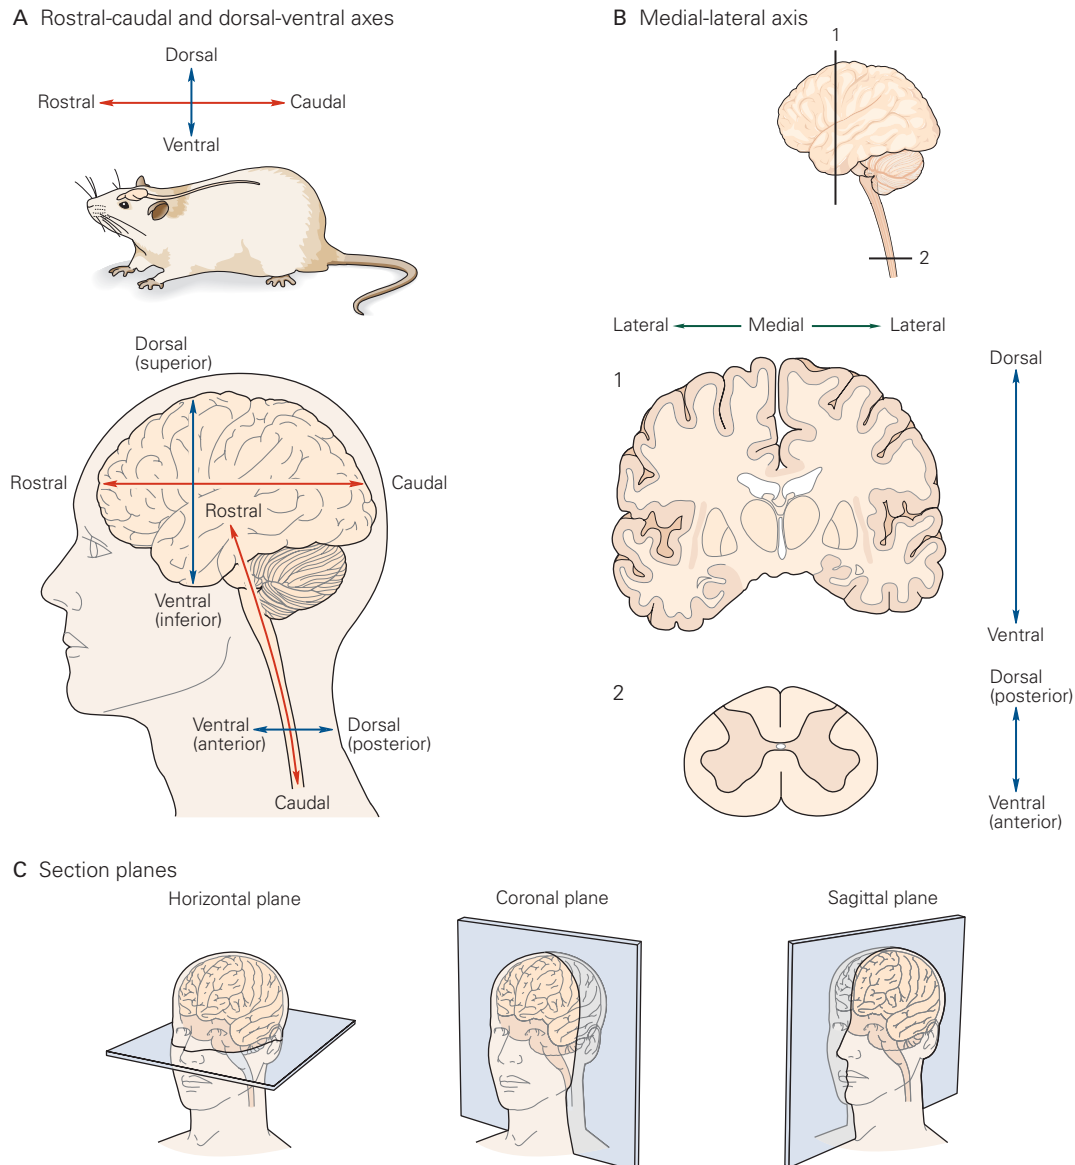 A Rostral-caudal and dorsal-ventral axes
Dorsal
Rostral
Caudal
Ventral
Dorsal
(superior)
Rostral
Caudal
Rostral
Ventral
(inferior)
Ventral
(anterior)
Dorsal
(posterior)
Caudal
B Medial-lateral axis
1
2
Lateral
Medial
Lateral
1
Dorsal
Ventral
2
Dorsal
(posterior)
Ventral
(anterior)
C Section planes
Horizontal plane
Coronal plane
Sagittal plane